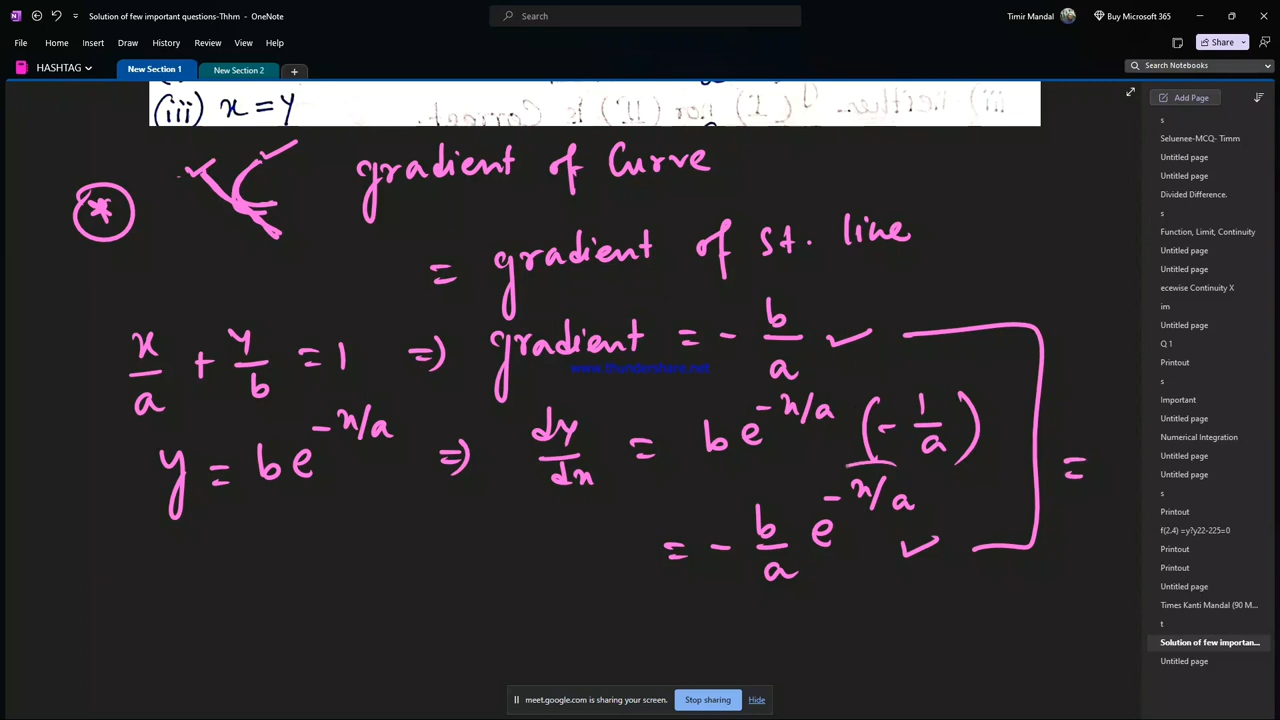 Solution of few important questions-Thhm - OneNote
Search
Timir Mandal
Buy Microsoft 365
File Home Insert Draw History Review View Help
Share
HASHTAG
New Section 1
New Section 2
+
Search Notebooks
(iii) x = y
Add Page
gradient of Curve
= gradient of st. line
x/a + y/b = 1 => gradient = - b/a
www.thundershare.net
y = be^{-x/a} => dy/dx = be^{-x/a} (-1/a)
=
= - b/a e^{-x/a}
s
Seluenee-MCQ- Timm
Untitled page
Untitled page
Divided Difference.
s
Function, Limit, Continuity
Untitled page
Untitled page
ecewise Continuity X
im
Untitled page
Q 1
Printout
s
Important
Untitled page
Numerical Integration
Untitled page
Untitled page
s
Printout
f(2.4) =y?y22-225=0
Printout
Printout
Untitled page
Times Kanti Mandal (90 M...
t
Solution of few importan...
Untitled page
meet.google.com is sharing your screen.
Stop sharing
Hide